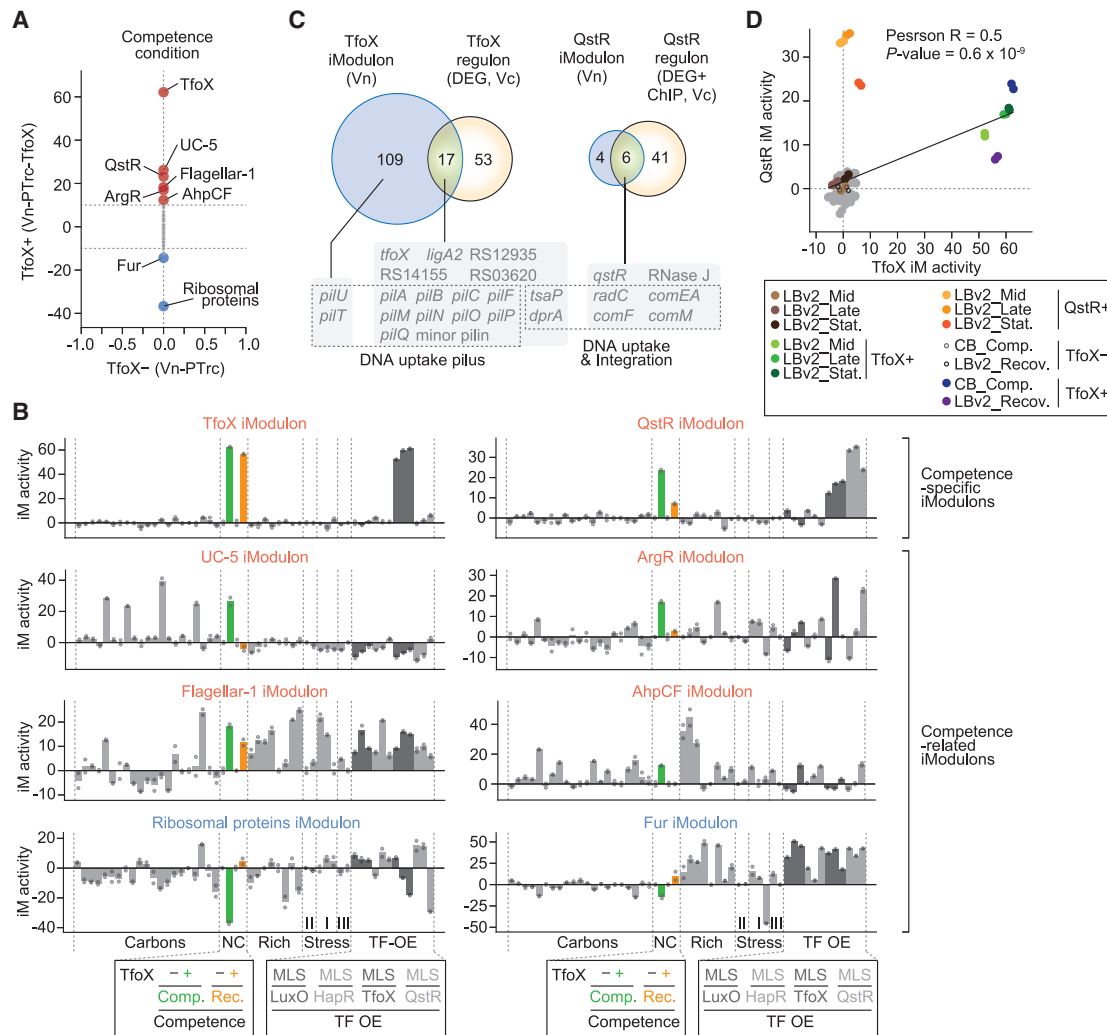 A
Competence
condition
TfoX+ (Vn-PTrc-TfoX)
60
40
20
0
-20
-40
TfoX
UC-5
QstR
Flagellar-1
ArgR
AhpCF
Fur
Ribosomal
proteins
-1.0 -0.5 0 0.5 1.0
TfoX− (Vn-PTrc)
C
TfoX
iModulon
(Vn)
TfoX
regulon
(DEG, Vc)
109 17 53
QstR
iModulon
(Vn)
QstR
regulon
(DEG+
ChIP, Vc)
4 6 41
tfoX ligA2 RS12935
RS14155 RS03620
pilU
pilT
pilA pilB pilC pilF
pilM pilN pilO pilP
pilQ minor pilin
tsaP
dprA
qstR RNase J
radC comEA
comF comM
DNA uptake pilus
DNA uptake
& Integration
D
Pesrson R = 0.5
P-value = 0.6 x 10-9
QstR IM activity
30
20
10
0
-10 0 10 20 30 40 50 60
TfoX iM activity
LBv2_Mid
LBv2_Late
LBv2_Stat.
LBv2_Mid
LBv2_Late
LBv2_Stat.
TfoX+
LBv2_Mid
LBv2_Late
LBv2_Stat.
QstR+
CB_Comp.
LBv2_Recov.
TfoX−
CB_Comp.
LBv2_Recov.
TfoX+
B
TfoX iModulon
iM activity
60
40
20
0
QstR iModulon
iM activity
30
20
10
0
Competence
-specific
iModulons
UC-5 iModulon
iM activity
40
20
0
ArgR iModulon
iM activity
30
20
10
0
-10
Flagellar-1 iModulon
iM activity
20
10
0
-10
AhpCF iModulon
iM activity
40
20
0
Competence
-related
iModulons
Ribosomal proteins iModulon
iM activity
20
0
-20
-40
II I III
Fur iModulon
iM activity
50
25
0
-25
-50
II I III
Carbons NC Rich Stress TF-OE
Carbons NC Rich Stress TF OE
TfoX − + − +
Comp. Rec.
Competence
MLS MLS MLS MLS
LuxO HapR TfoX QstR
TF OE
TfoX − + − +
Comp. Rec.
Competence
MLS MLS MLS MLS
LuxO HapR TfoX QstR
TF OE